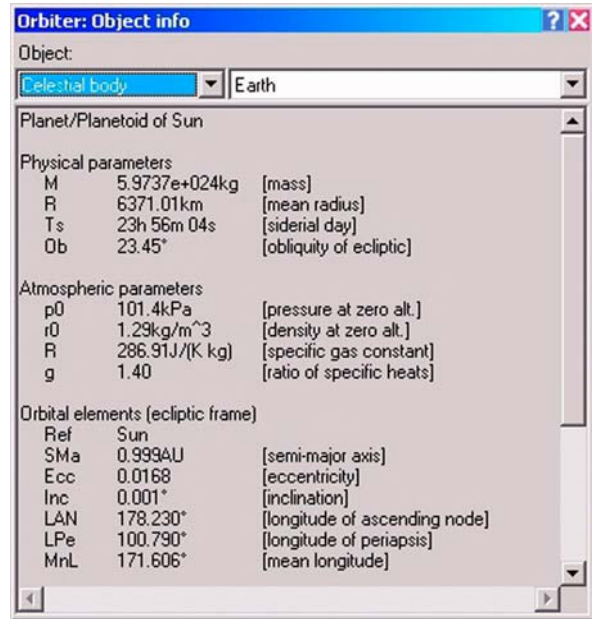 Orbiter: Object info
Object:
Celestial body Earth
Planet/Planetoid of Sun
Physical parameters
M 5.9737e+024kg [mass]
R 6371.01km [mean radius]
Ts 23h 56m 04s [siderial day]
Ob 23.45° [obliquity of ecliptic]
Atmospheric parameters
p0 101.4kPa [pressure at zero alt.]
r0 1.29kg/m^3 [density at zero alt.]
R 286.91J/(K kg) [specific gas constant]
g 1.40 [ratio of specific heats]
Orbital elements (ecliptic frame)
Ref Sun
SMa 0.999AU [semi-major axis]
Ecc 0.0168 [eccentricity]
Inc 0.001° [inclination]
LAN 178.230° [longitude of ascending node]
LPe 100.790° [longitude of periapsis]
MnL 171.606° [mean longitude]